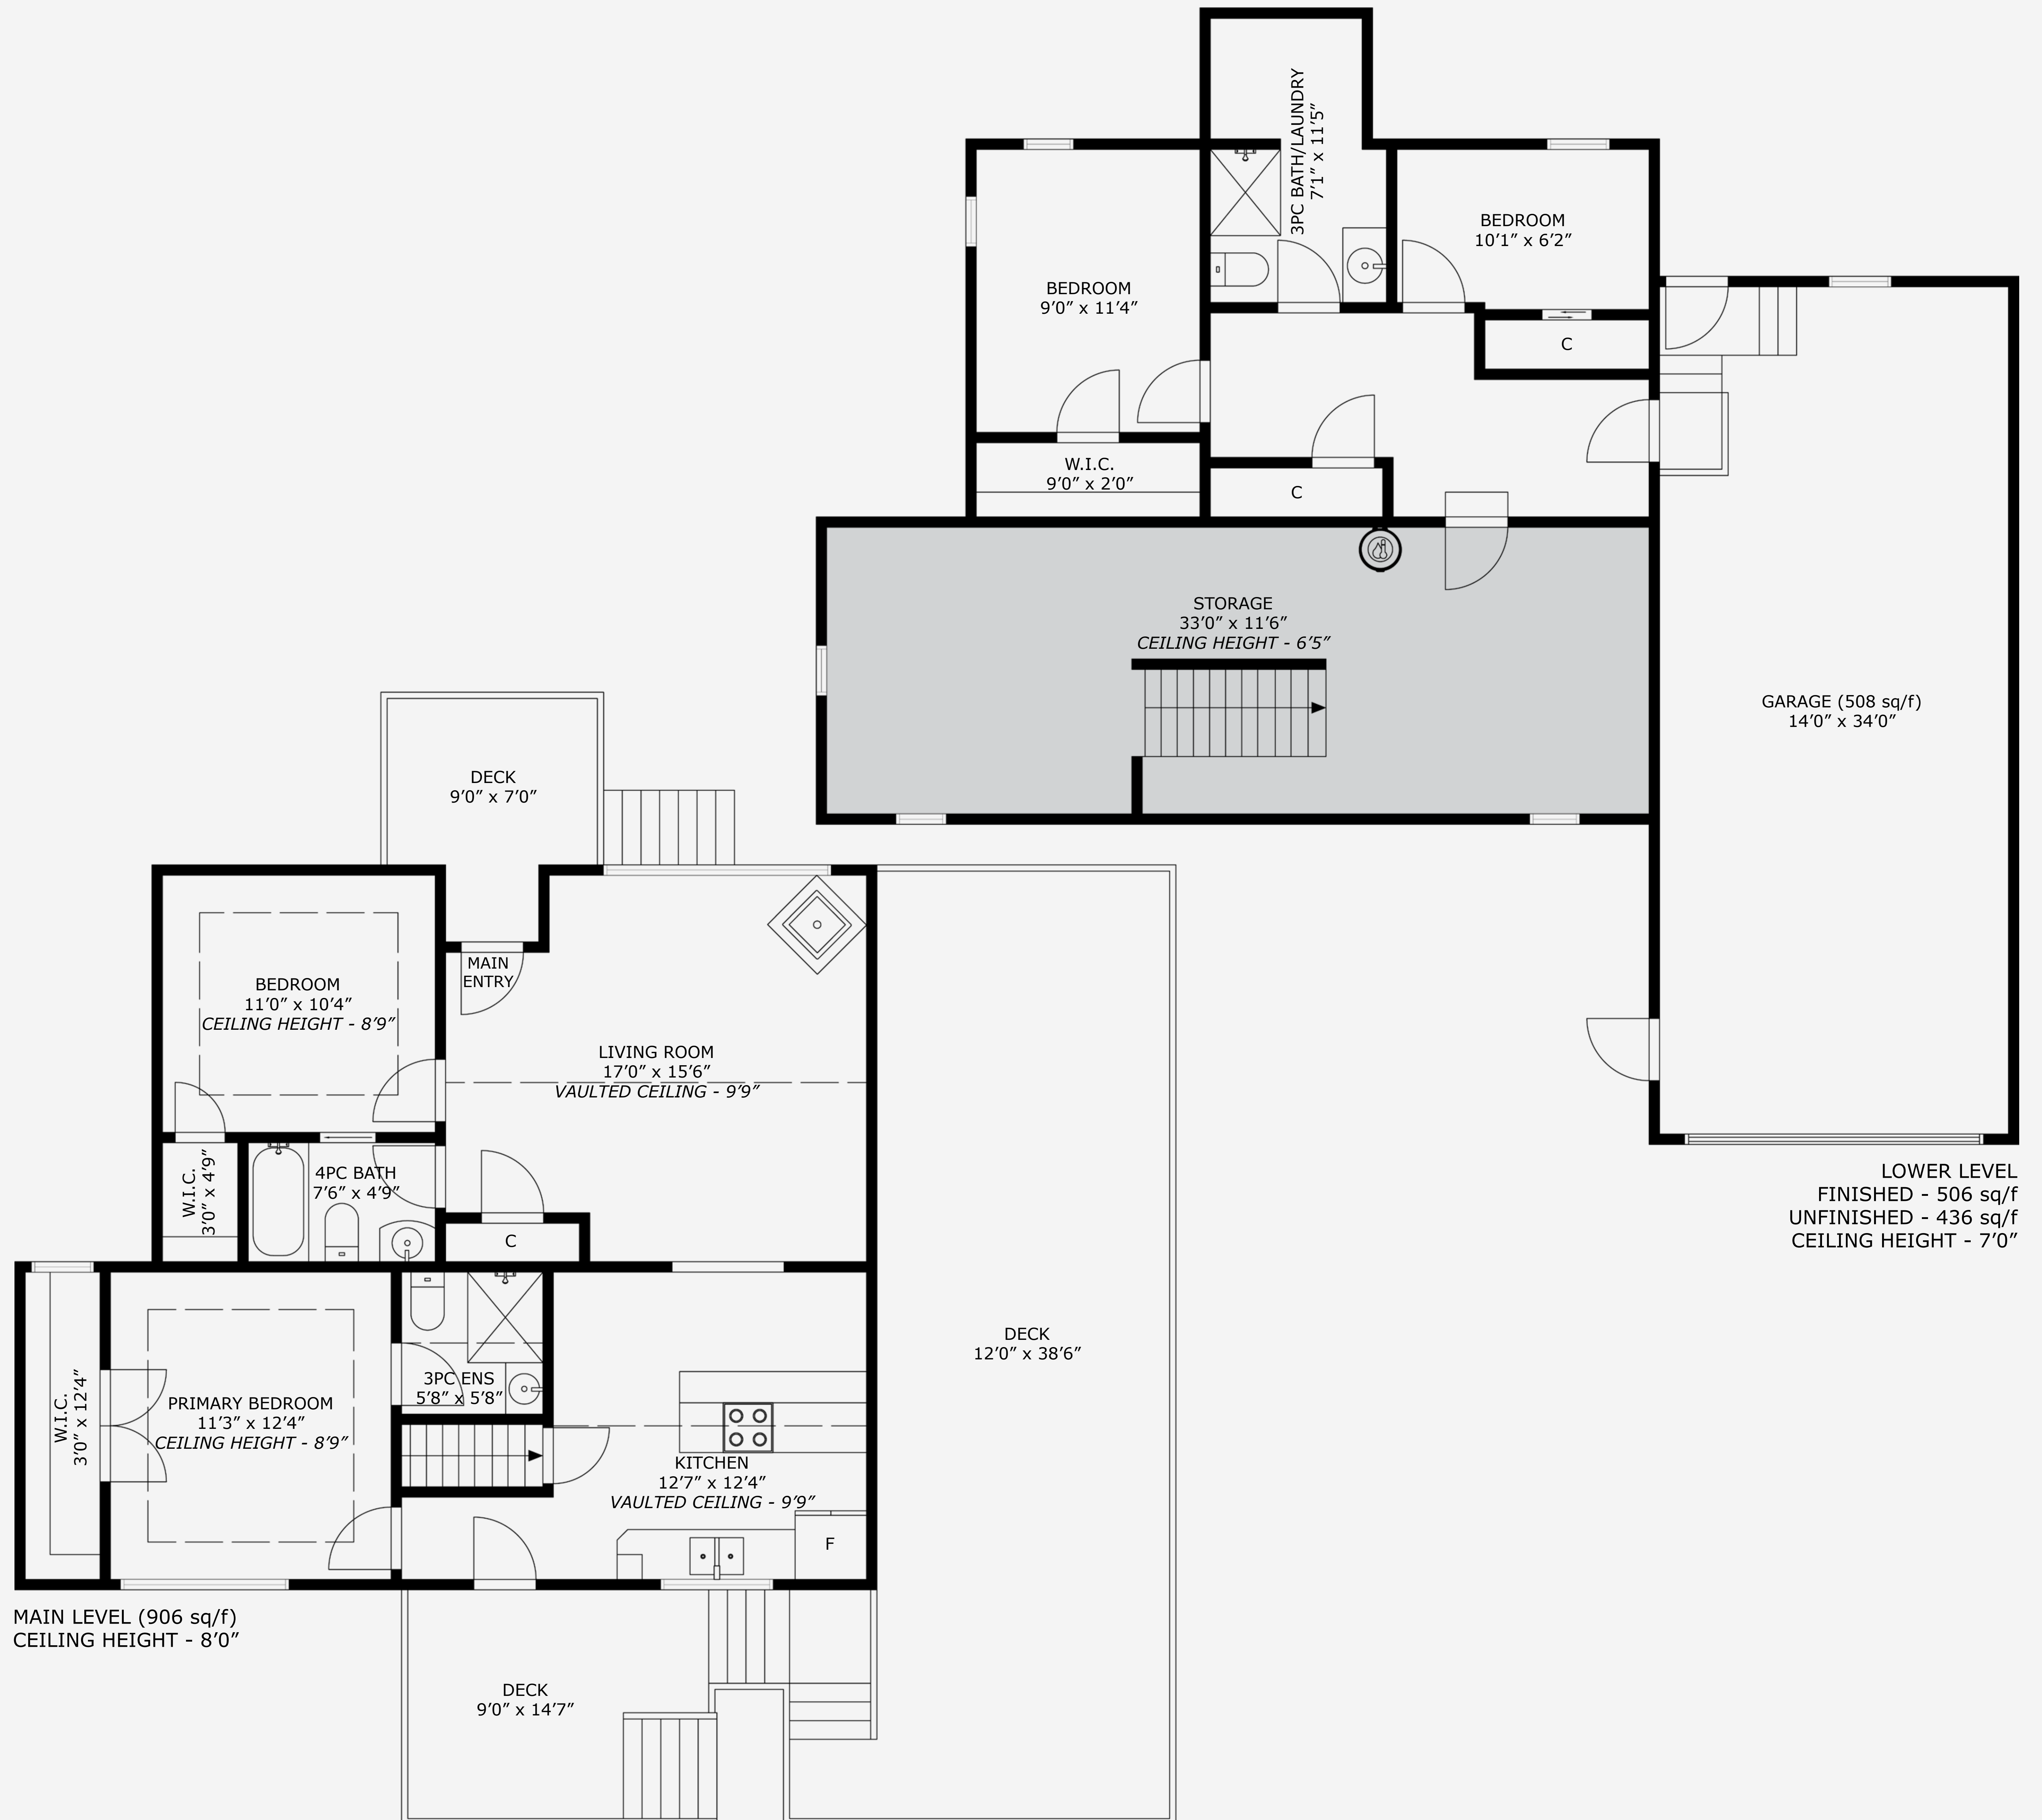 3PC BATH/LAUNDRY
7’1” x 11’5”
BEDROOM
10’1” x 6’2”
BEDROOM
9’0” x 11’4”
C
W.I.C.
9’0” x 2’0”
C
STORAGE
33’0” x 11’6”
CEILING HEIGHT - 6’5”
GARAGE (508 sq/f)
14’0” x 34’0”
LOWER LEVEL
FINISHED - 506 sq/f
UNFINISHED - 436 sq/f
CEILING HEIGHT - 7’0”
DECK
9’0” x 7’0”
MAIN
ENTRY
BEDROOM
11’0” x 10’4”
CEILING HEIGHT - 8’9”
LIVING ROOM
17’0” x 15’6”
VAULTED CEILING - 9’9”
W.I.C.
3’0” x 4’9”
4PC BATH
7’6” x 4’9”
C
DECK
12’0” x 38’6”
W.I.C.
3’0” x 12’4”
PRIMARY BEDROOM
11’3” x 12’4”
CEILING HEIGHT - 8’9”
3PC ENS
5’8” x 5’8”
KITCHEN
12’7” x 12’4”
VAULTED CEILING - 9’9”
F
MAIN LEVEL (906 sq/f)
CEILING HEIGHT - 8’0”
DECK
9’0” x 14’7”